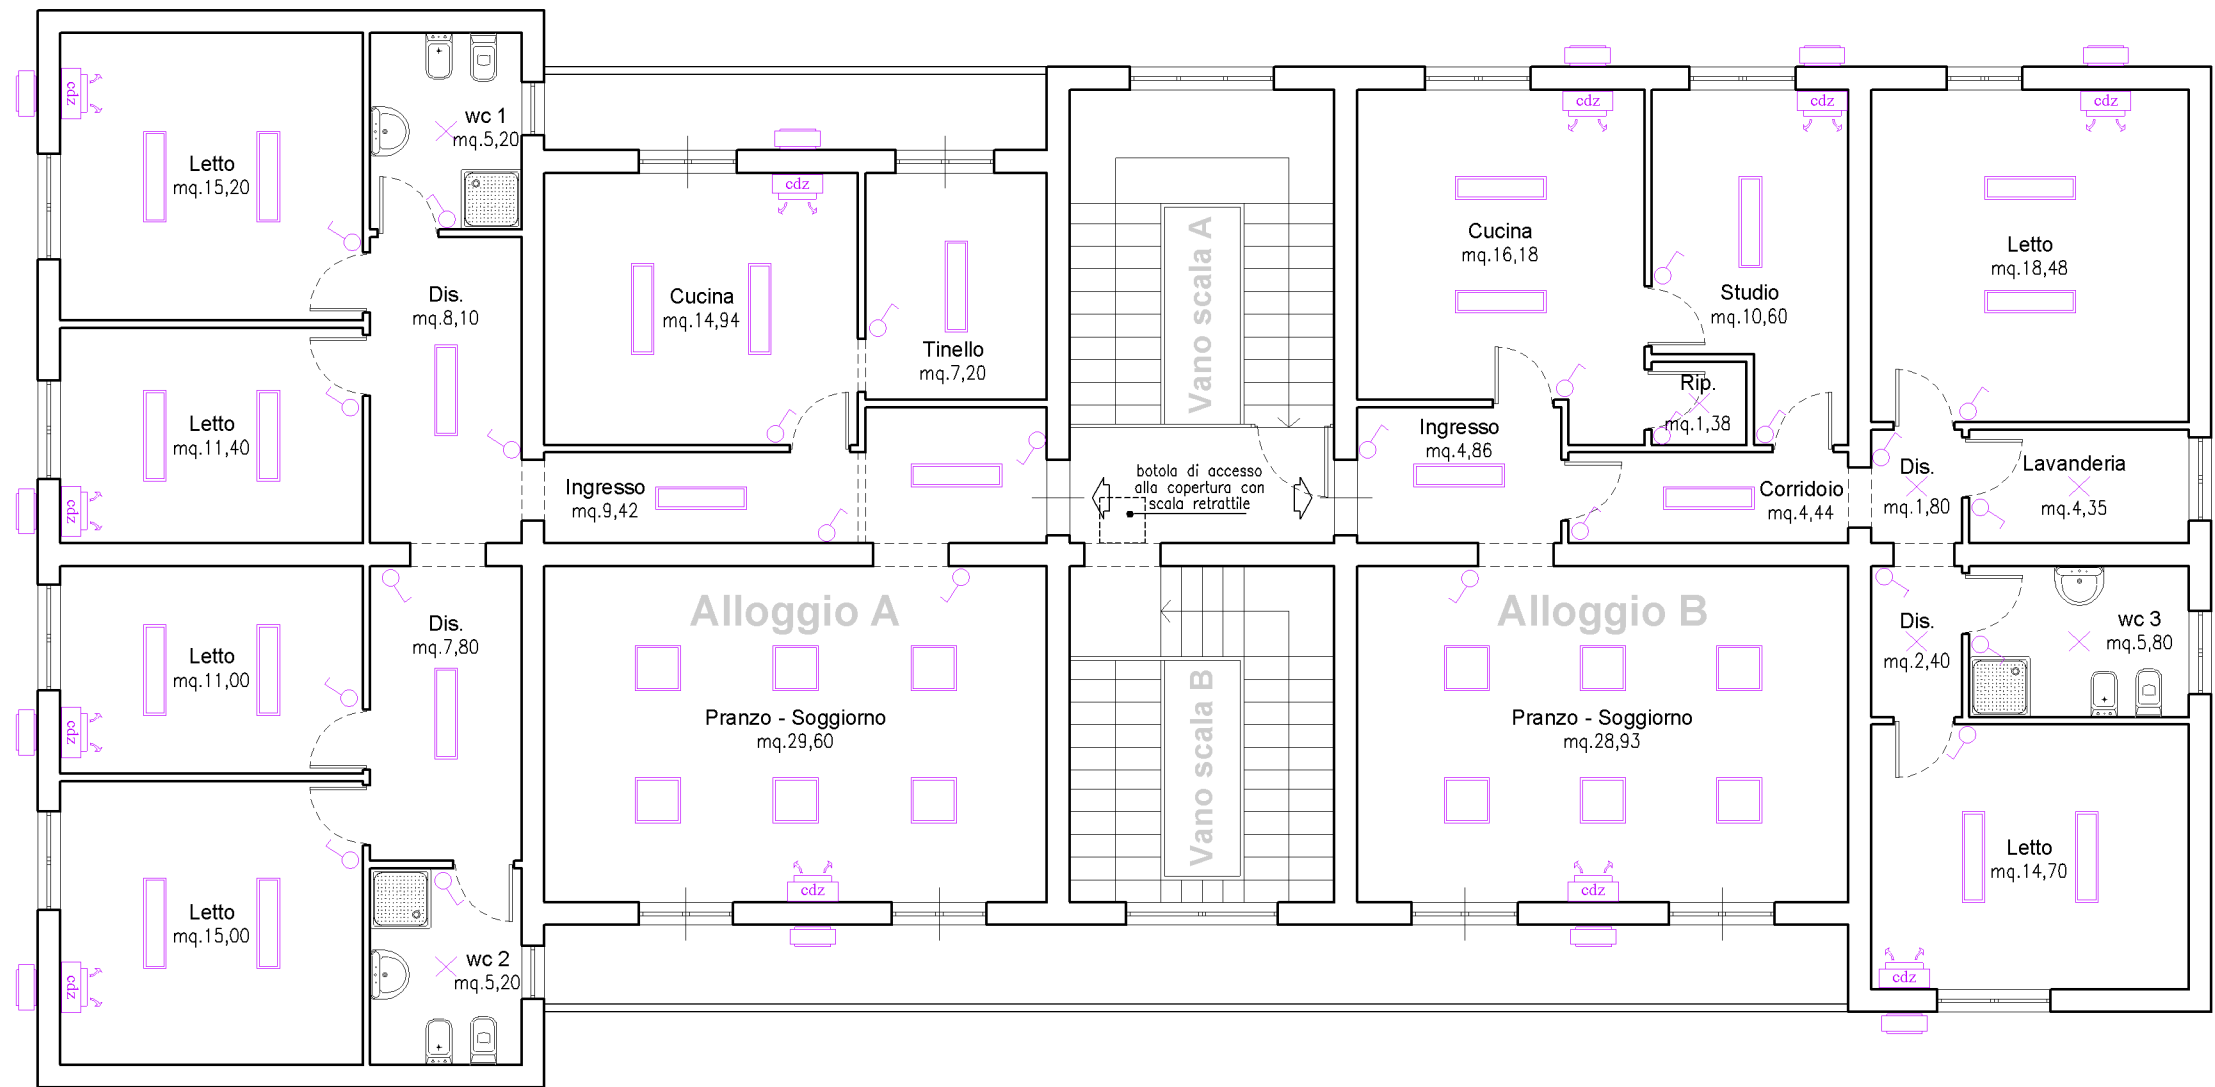 cdz
Letto
mq.15,20
wc 1
mq.5,20
Dis.
mq.8,10
Letto
mq.11,40
cdz
Letto
mq.11,00
cdz
Dis.
mq.7,80
Letto
mq.15,00
cdz
wc 2
mq.5,20
cdz
Cucina
mq.14,94
Tinello
mq.7,20
Ingresso
mq.9,42
Alloggio A
Pranzo - Soggiorno
mq.29,60
cdz
Vano scala A
botola di accesso
alla copertura con
scala retrattile
Vano scala B
cdz
Cucina
mq.16,18
cdz
Studio
mq.10,60
Rip.
mq.1,38
Ingresso
mq.4,86
Corridoio
mq.4,44
Alloggio B
Pranzo - Soggiorno
mq.28,93
cdz
cdz
Letto
mq.18,48
Dis.
mq.1,80
Lavanderia
mq.4,35
Dis.
mq.2,40
wc 3
mq.5,80
Letto
mq.14,70
cdz